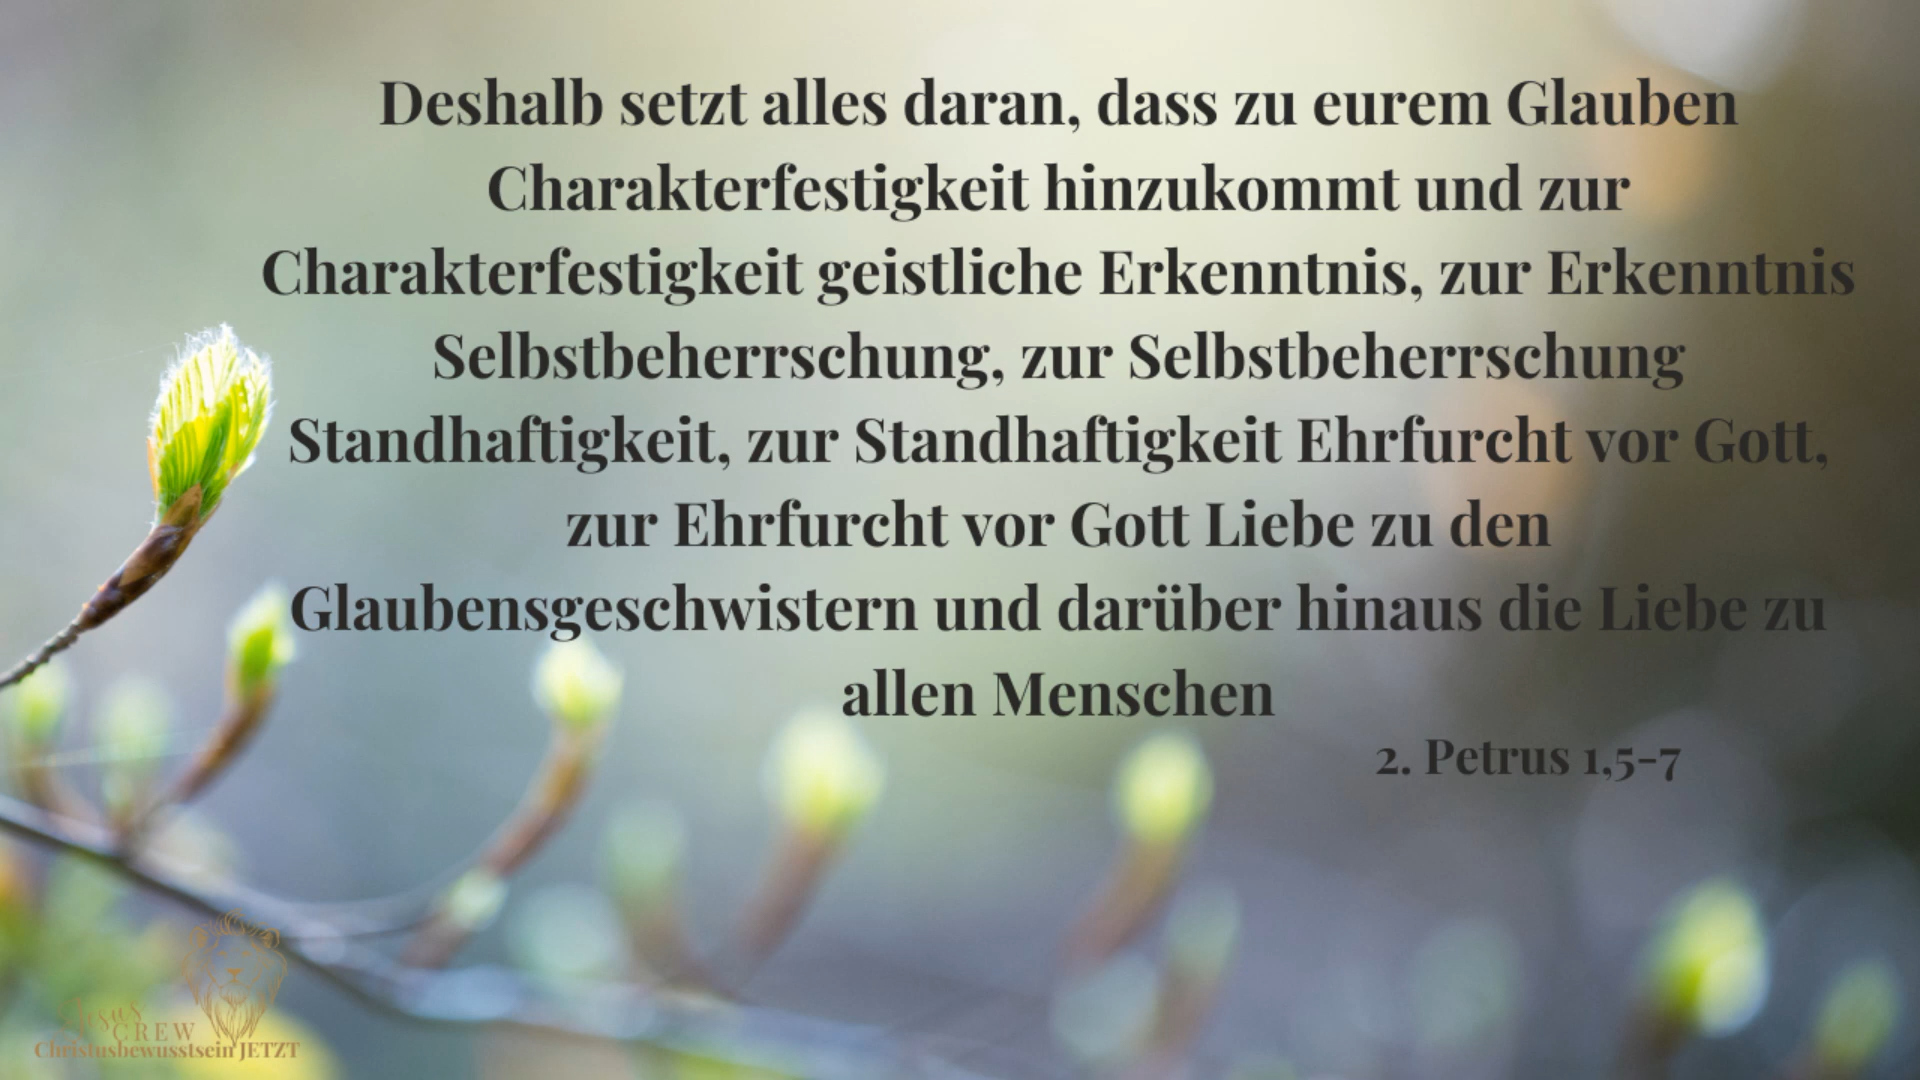 Deshalb setzt alles daran, dass zu eurem Glauben
Charakterfestigkeit hinzukommt und zur
Charakterfestigkeit geistliche Erkenntnis, zur Erkenntnis
Selbstbeherrschung, zur Selbstbeherrschung
Standhaftigkeit, zur Standhaftigkeit Ehrfurcht vor Gott,
zur Ehrfurcht vor Gott Liebe zu den
Glaubensgeschwistern und darüber hinaus die Liebe zu
allen Menschen
2. Petrus 1,5-7
Jesus
CREW
Christusbewusstsein JETZT